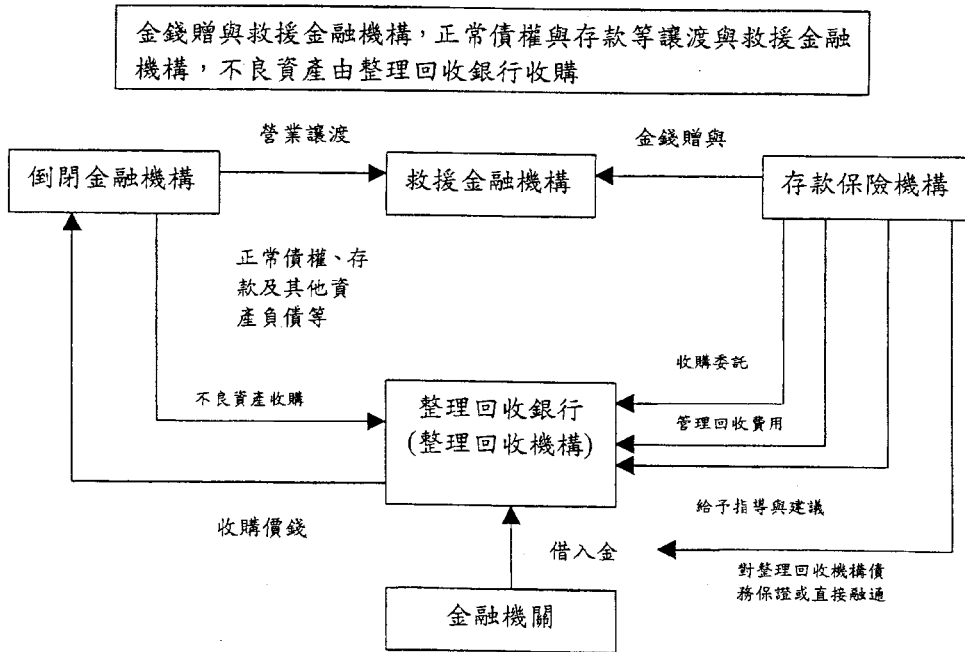 金錢贈與救援金融機構，正常債權與存款等讓渡與救援金融
機構，不良資產由整理回收銀行收購
營業讓渡
金錢贈與
倒閉金融機構
救援金融機構
存款保險機構
正常債權、存
款及其他資
產負債等
收購委託
不良資產收購
整理回收銀行
(整理回收機構)
管理回收費用
給予指導與建議
收購價錢
借入金
對整理回收機構債
務保證或直接融通
金融機關